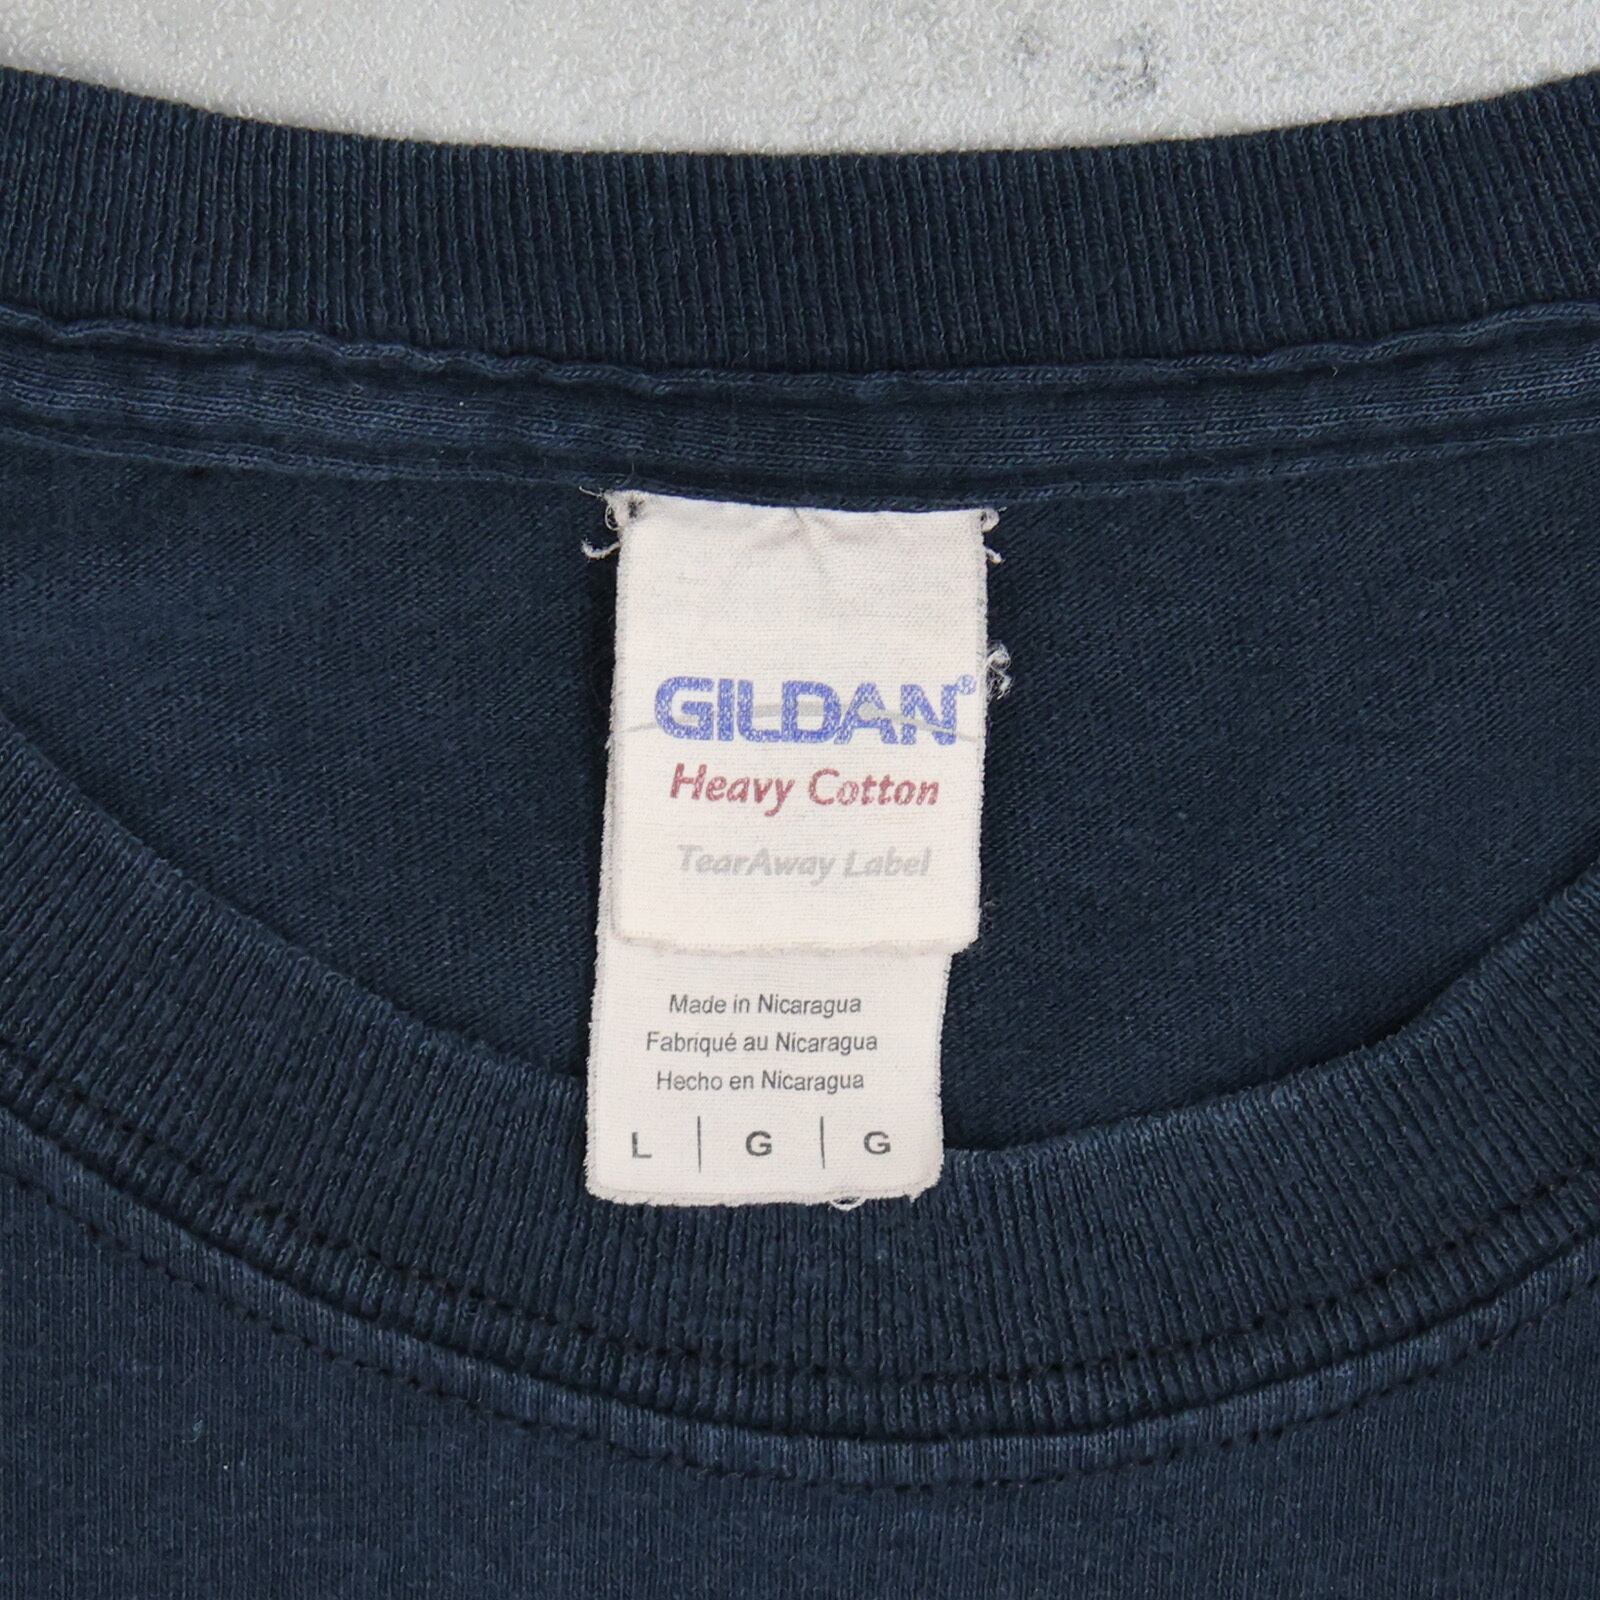 GILDAN®
Heavy Cotton
TearAway Label
Made in Nicaragua
Fabriqué au Nicaragua
Hecho en Nicaragua
L | G | G